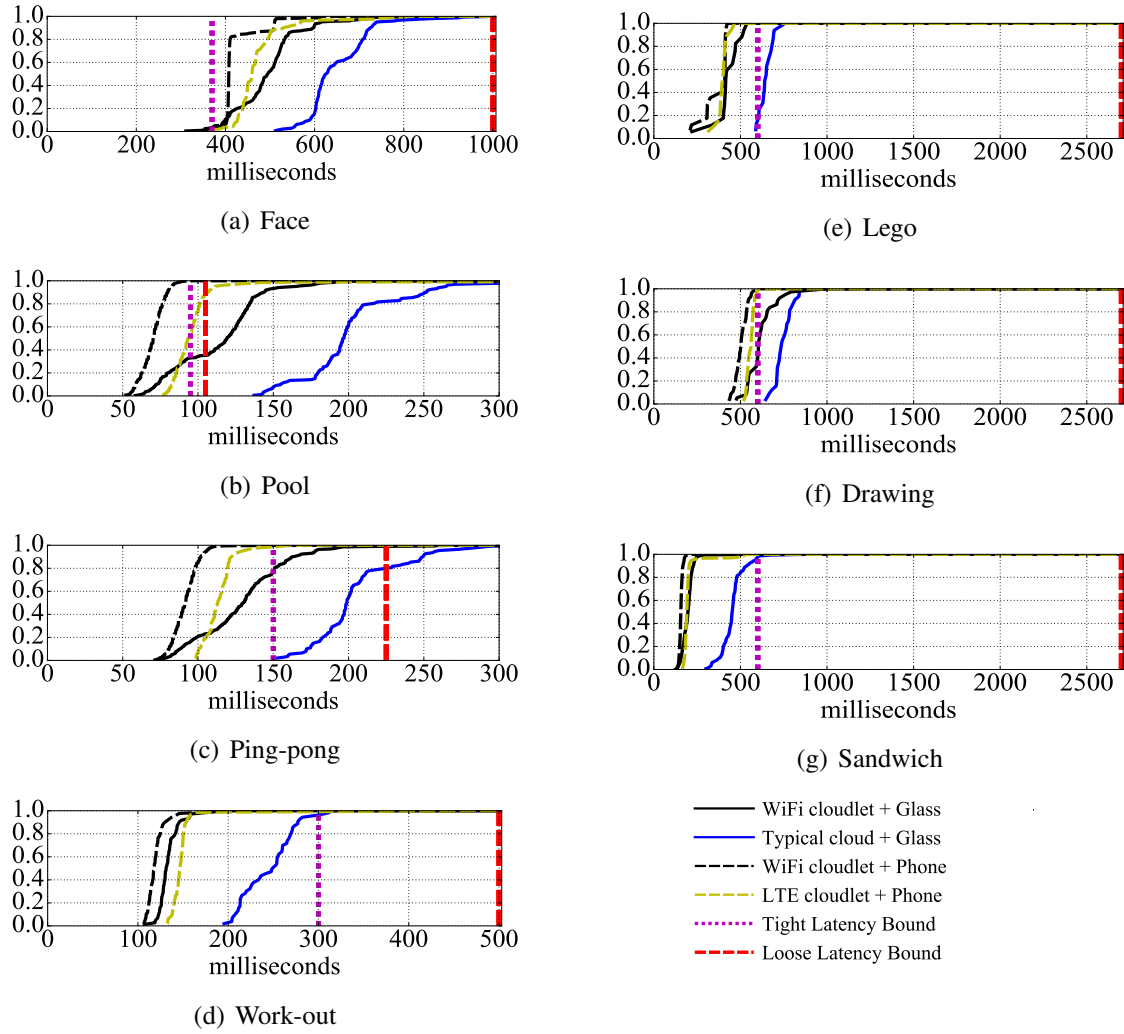 1.0
0.8
0.6
0.4
0.2
0.0
200 400 600 800 1000
milliseconds
(a) Face
1.0
0.8
0.6
0.4
0.2
0.0
0 50 100 150 200 250 300
milliseconds
(b) Pool
1.0
0.8
0.6
0.4
0.2
0.0
0 50 100 150 200 250 300
milliseconds
(c) Ping-pong
1.0
0.8
0.6
0.4
0.2
0.0
100 200 300 400 500
milliseconds
(d) Work-out
1.0
0.8
0.6
0.4
0.2
0.0
0 500 1000 1500 2000 2500
milliseconds
(e) Lego
1.0
0.8
0.6
0.4
0.2
0.0
0 500 1000 1500 2000 2500
milliseconds
(f) Drawing
1.0
0.8
0.6
0.4
0.2
0.0
0 500 1000 1500 2000 2500
milliseconds
(g) Sandwich
WiFi cloudlet + Glass
Typical cloud + Glass
WiFi cloudlet + Phone
LTE cloudlet + Phone
Tight Latency Bound
Loose Latency Bound